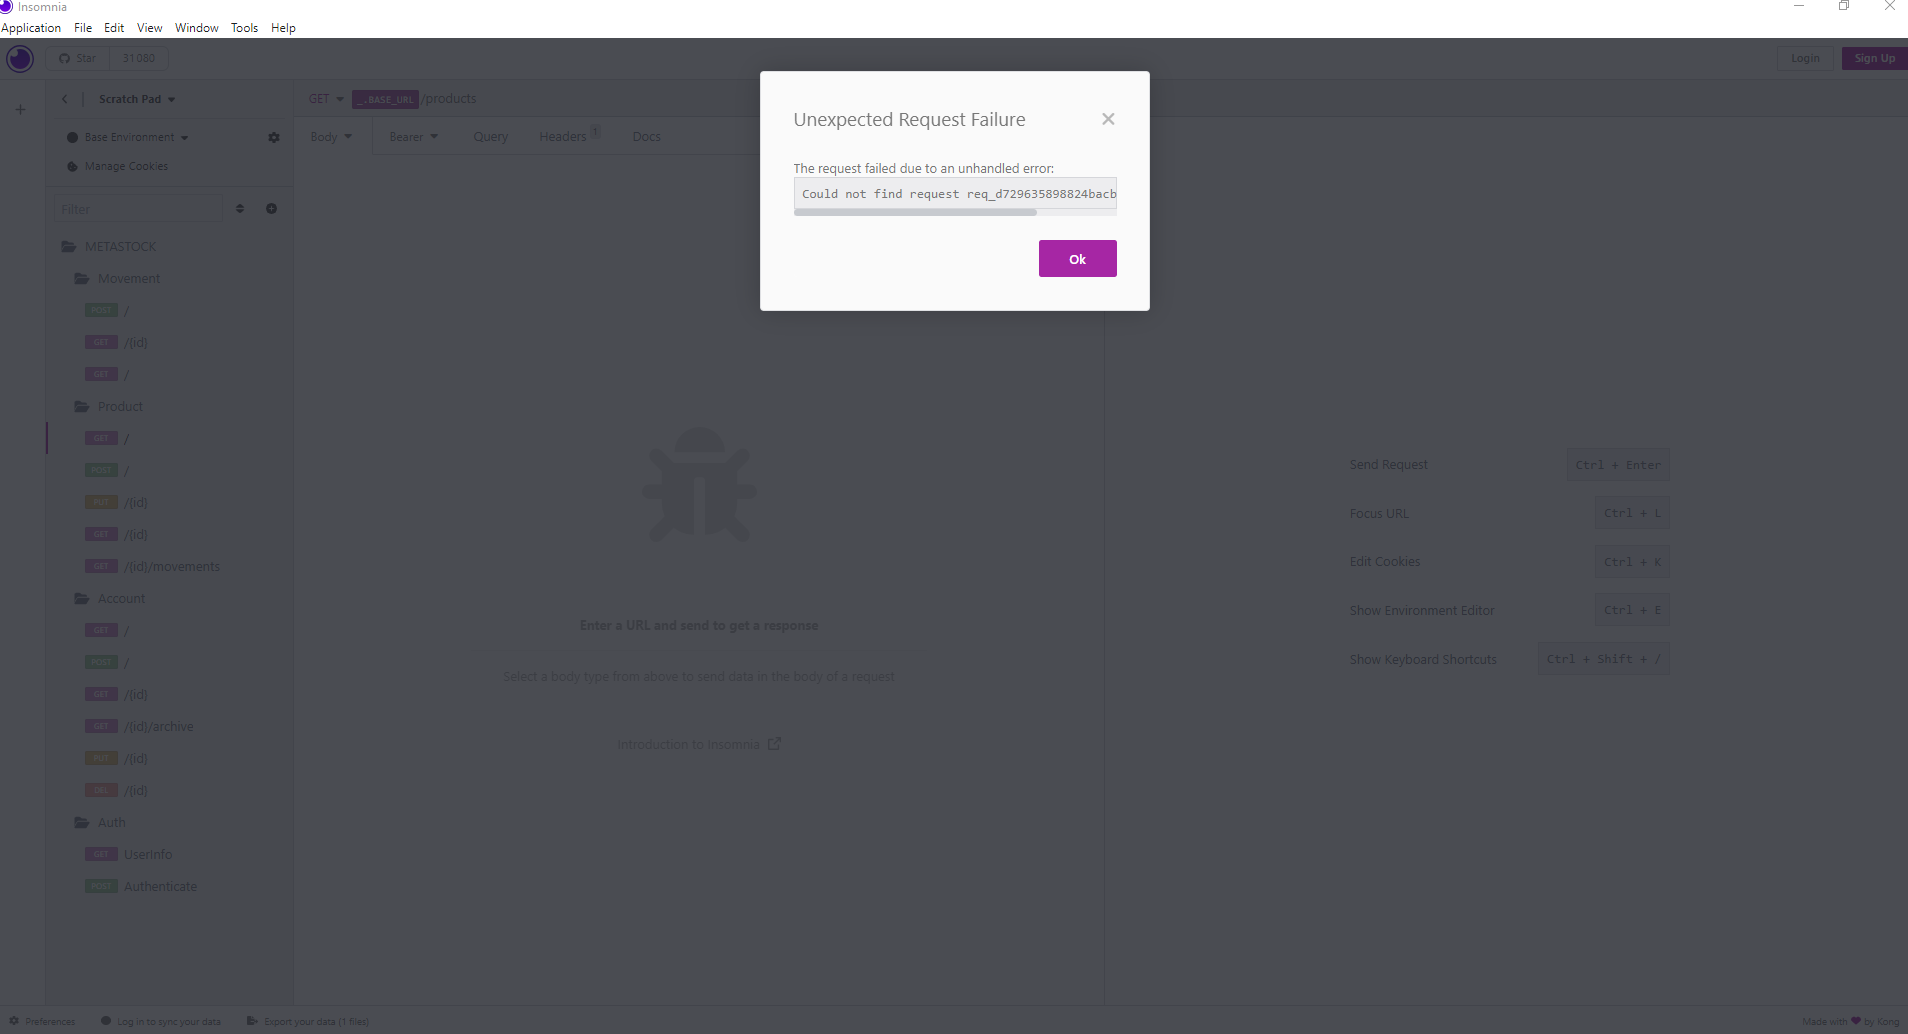 Insomnia
Application File Edit View Window Tools Help
Star 31080
Login Sign Up
Scratch Pad
Base Environment
Manage Cookies
Filter
METASTOCK
Movement
POST /
GET /{id}
GET /
Product
GET /
POST /
PUT /{id}
GET /{id}
GET /{id}/movements
Account
GET /
POST /
GET /{id}
GET /{id}/archive
PUT /{id}
DEL /{id}
Auth
GET UserInfo
POST Authenticate
GET _.BASE_URL /products
Body Bearer Query Headers 1 Docs
Enter a URL and send to get a response
Select a body type from above to send data in the body of a request
Introduction to Insomnia
Unexpected Request Failure
The request failed due to an unhandled error:
Could not find request req_d729635898824bacb
Ok
Send Request Ctrl + Enter
Focus URL Ctrl + L
Edit Cookies Ctrl + K
Show Environment Editor Ctrl + E
Show Keyboard Shortcuts Ctrl + Shift + /
Preferences Log in to sync your data Export your data (1 files)
Made with by Kong